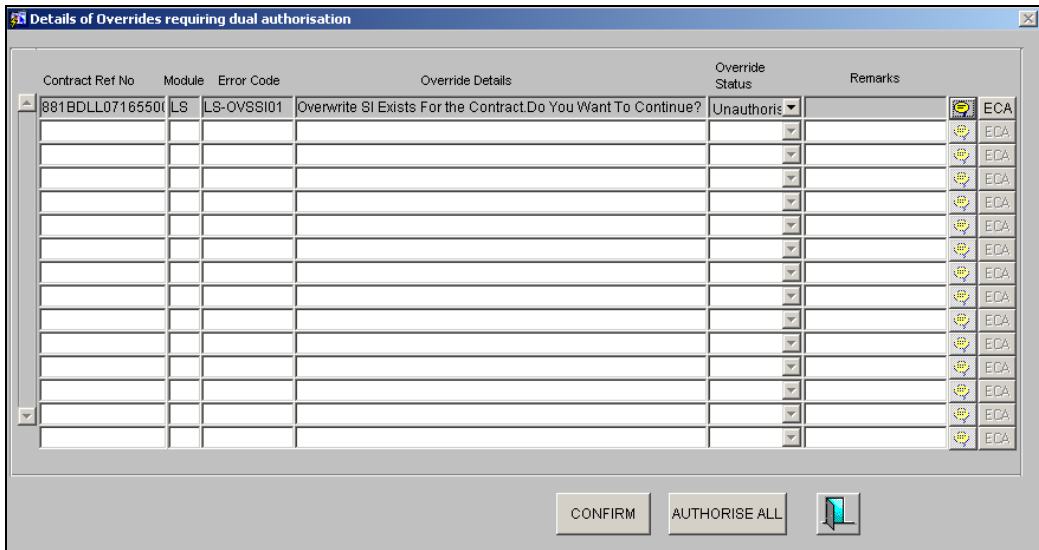 Details of Overrides requiring dual authorisation
Contract Ref No Module Error Code Override Details Override Status Remarks
881BDLL0716550 LS LS-OVSSI01 Overwrite SI Exists For the Contract.Do You Want To Continue? Unauthoris ECA
ECA
ECA
ECA
ECA
ECA
ECA
ECA
ECA
ECA
ECA
ECA
ECA
ECA
ECA
CONFIRM AUTHORISE ALL